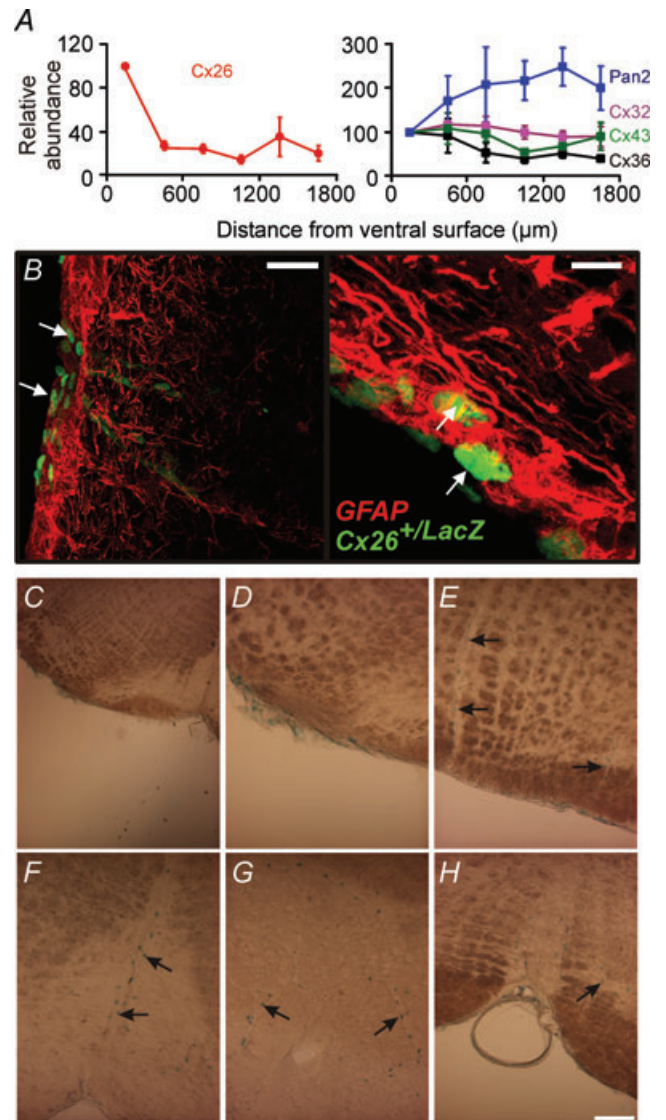 A
120
80
40
0
Relative
abundance
Cx26
0 600 1200 1800
300
200
100
0
Pan2
Cx32
Cx43
Cx36
0 600 1200 1800
Distance from ventral surface (µm)
B
GFAP
Cx26+/LacZ
C D E
F G H